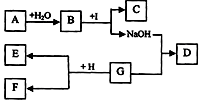 A +H₂O B +I C
NaOH
E D
+ H G
F